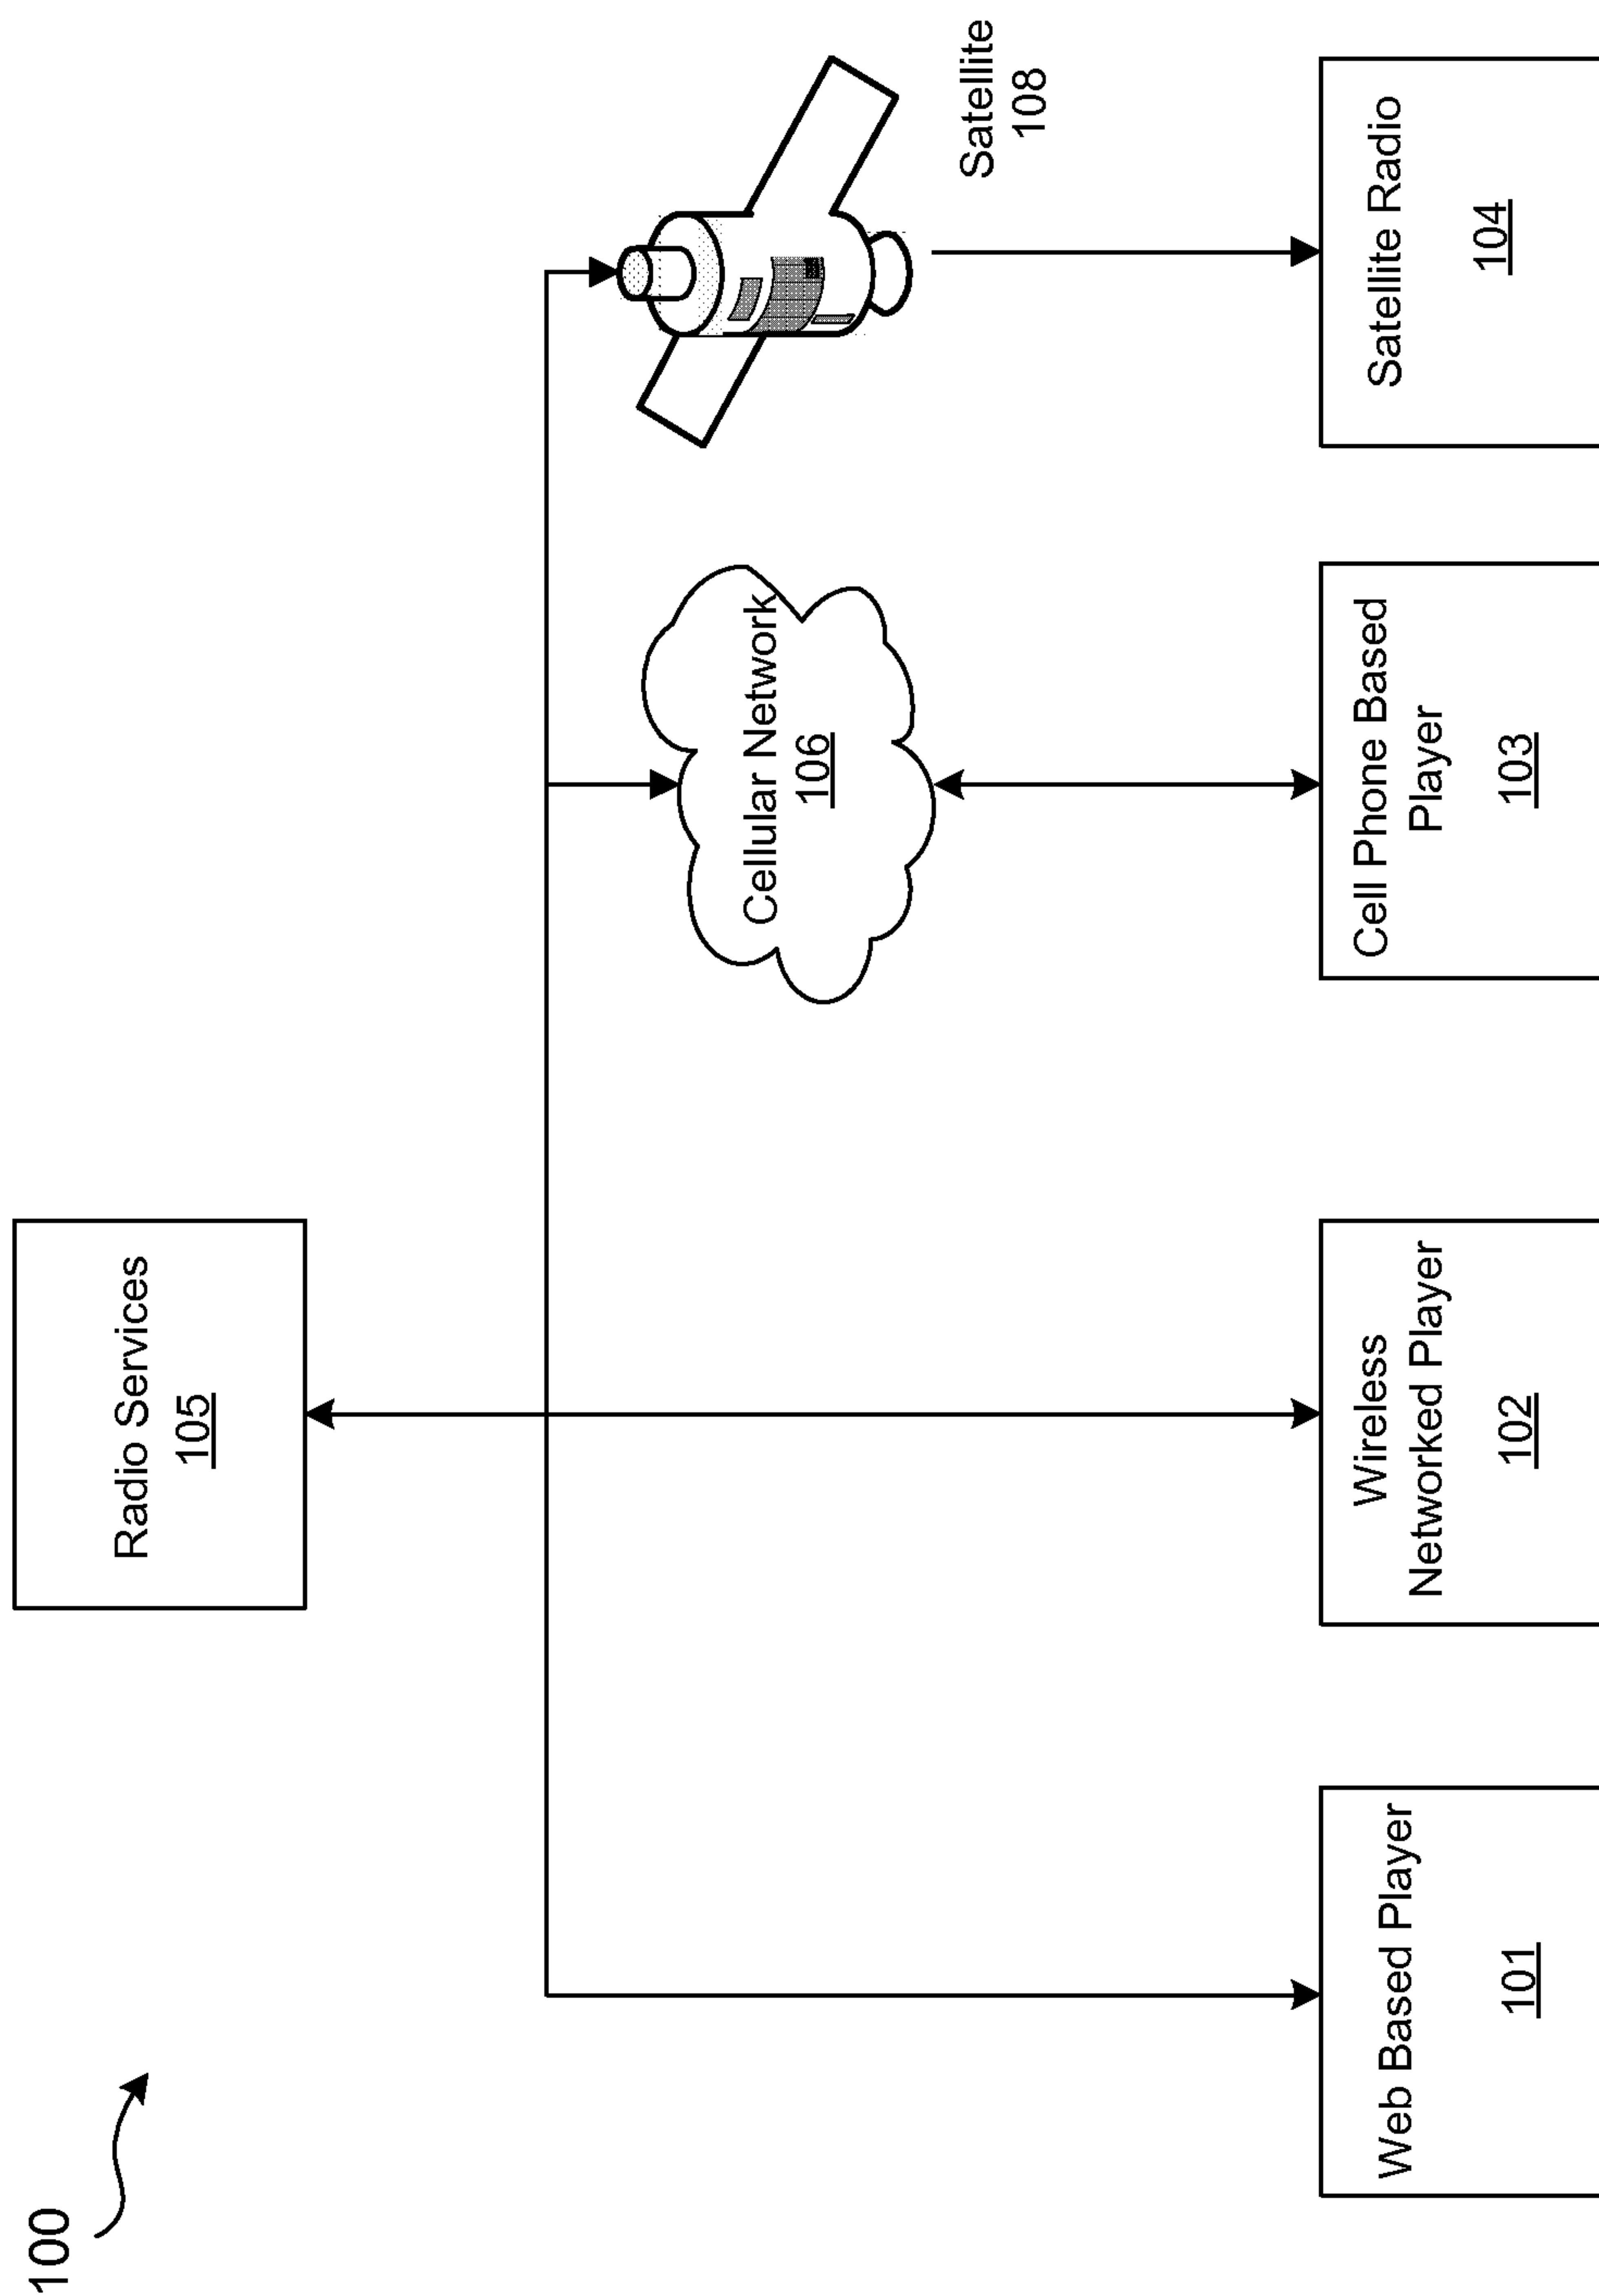 100
Radio Services
105
Cellular Network
106
Satellite
108
Web Based Player
101
Wireless
Networked Player
102
Cell Phone Based
Player
103
Satellite Radio
104